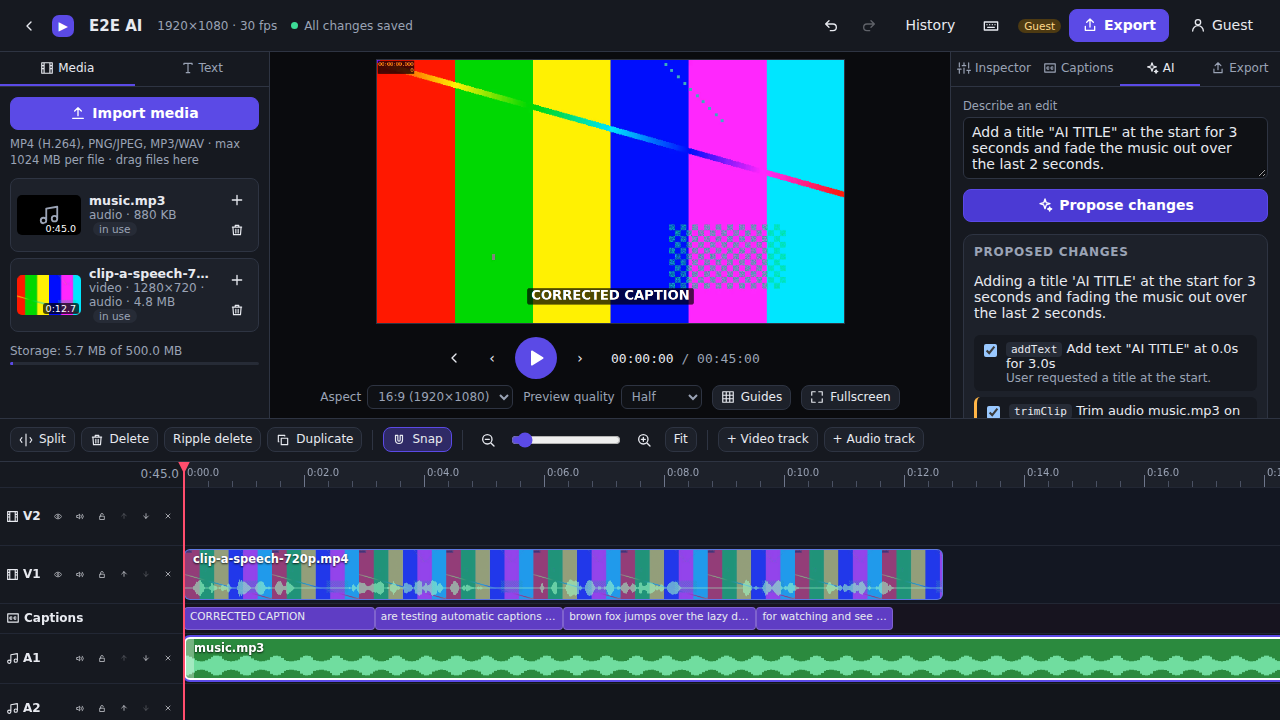 E2E AI
1920×1080 · 30 fps
All changes saved
History
Guest
Export
Guest
Media
Text
Import media
MP4 (H.264), PNG/JPEG, MP3/WAV · max
1024 MB per file · drag files here
music.mp3
audio · 880 KB
in use
0:45.0
clip-a-speech-7…
video · 1280×720 ·
audio · 4.8 MB
in use
0:12.7
Storage: 5.7 MB of 500.0 MB
CORRECTED CAPTION
00:00:00 / 00:45:00
Aspect
16:9 (1920×1080)
Preview quality
Half
Guides
Fullscreen
Inspector
Captions
AI
Export
Describe an edit
Add a title "AI TITLE" at the start for 3
seconds and fade the music out over
the last 2 seconds.
Propose changes
PROPOSED CHANGES
Adding a title 'AI TITLE' at the start for 3
seconds and fading the music out over
the last 2 seconds.
addText Add text "AI TITLE" at 0.0s
for 3.0s
User requested a title at the start.
trimClip Trim audio music.mp3 on
Split
Delete
Ripple delete
Duplicate
Snap
Fit
+ Video track
+ Audio track
0:45.0
0:00.0
0:02.0
0:04.0
0:06.0
0:08.0
0:10.0
0:12.0
0:14.0
0:16.0
V2
V1
clip-a-speech-720p.mp4
Captions
CORRECTED CAPTION
are testing automatic captions …
brown fox jumps over the lazy d…
for watching and see …
A1
music.mp3
A2